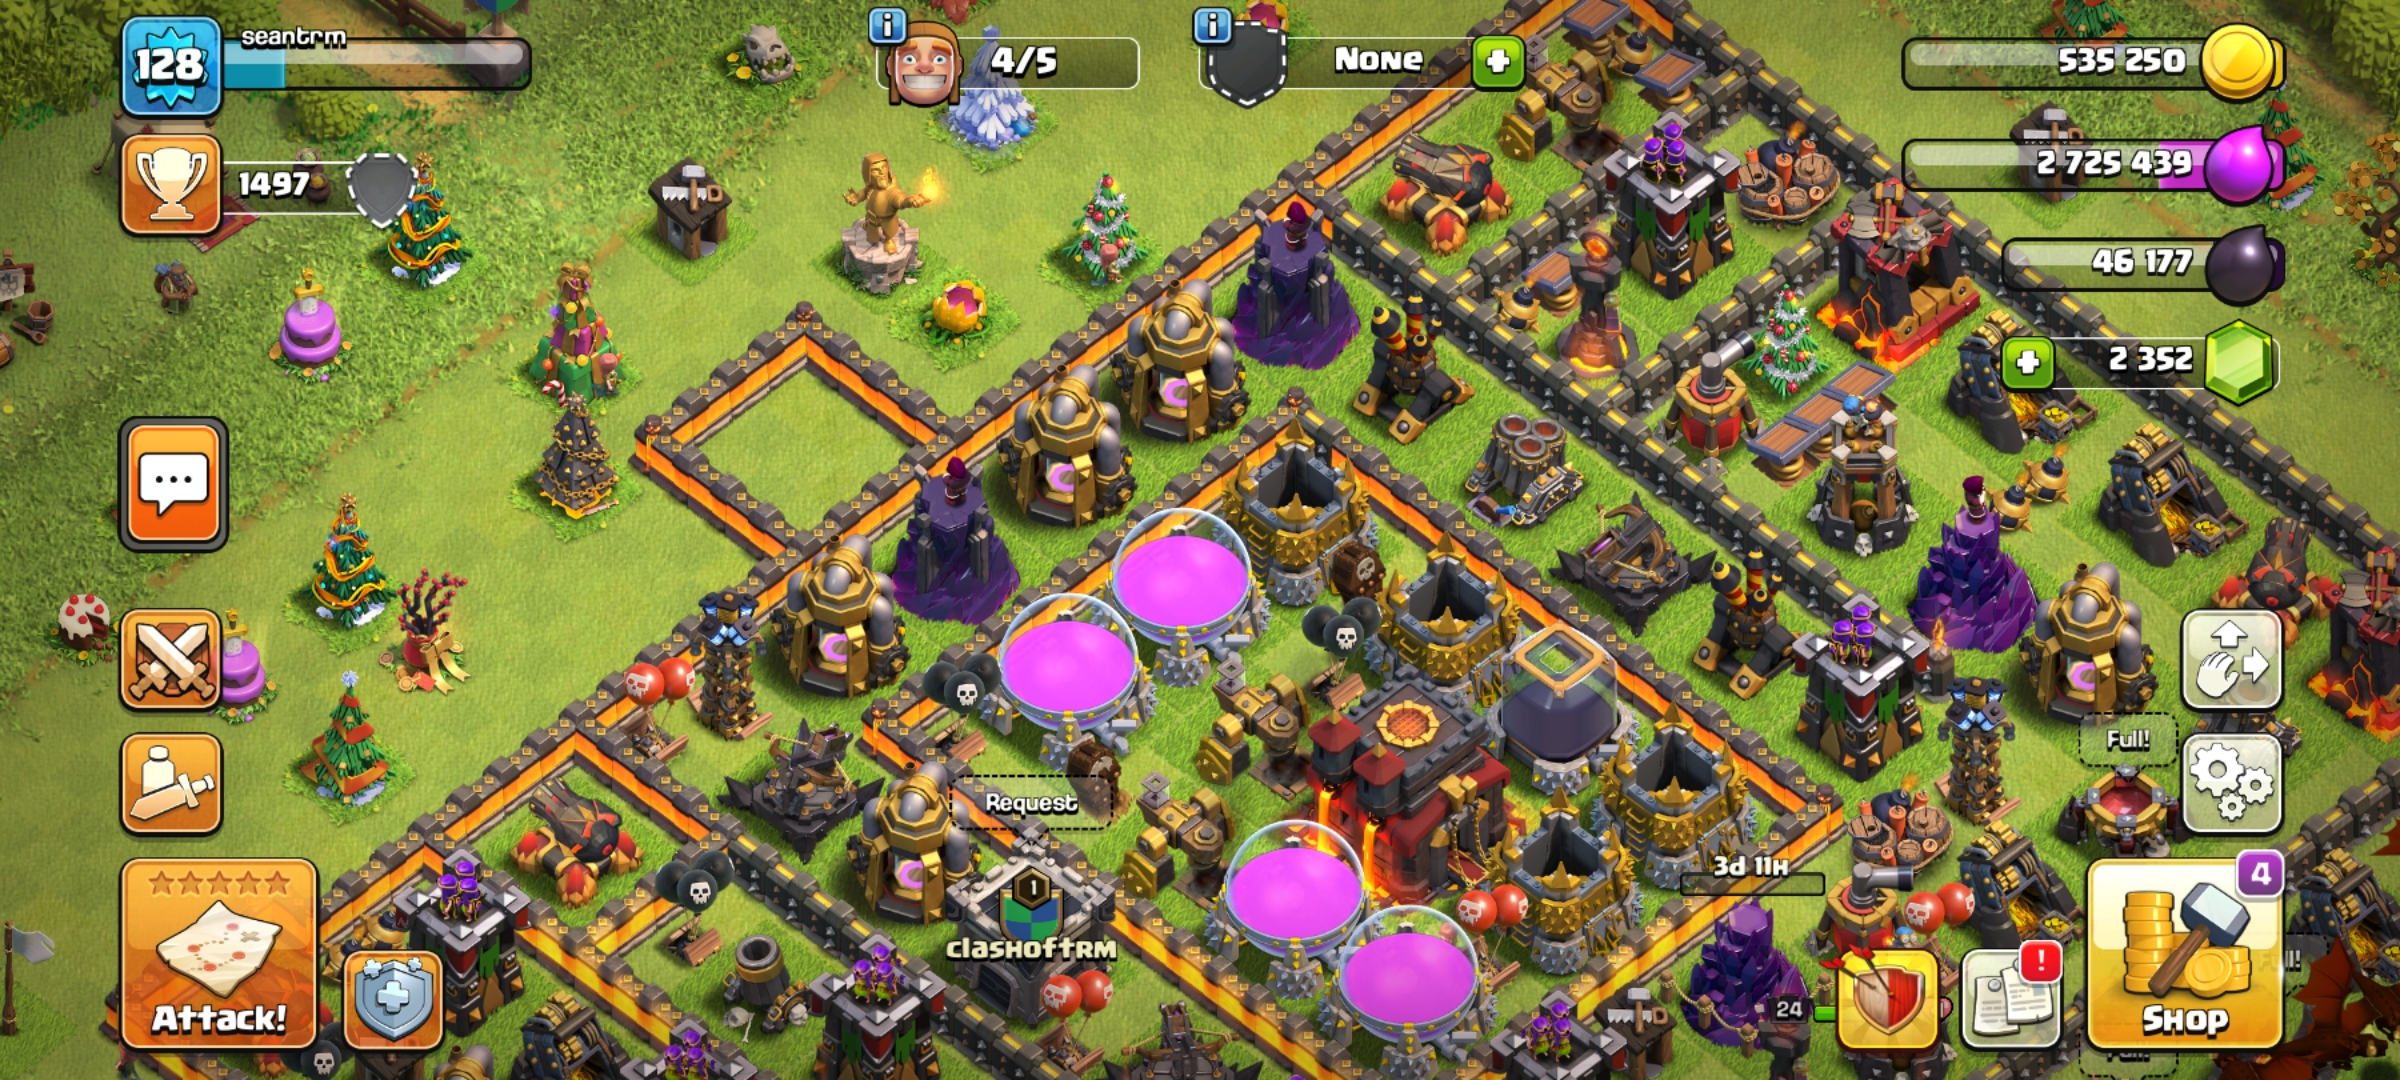 128
seantrm
4/5
None
535 250
1497
2 725 439
46 177
2 352
Full!
Request
3d 11h
1
clashoftrm
4
24
!
Attack!
Shop